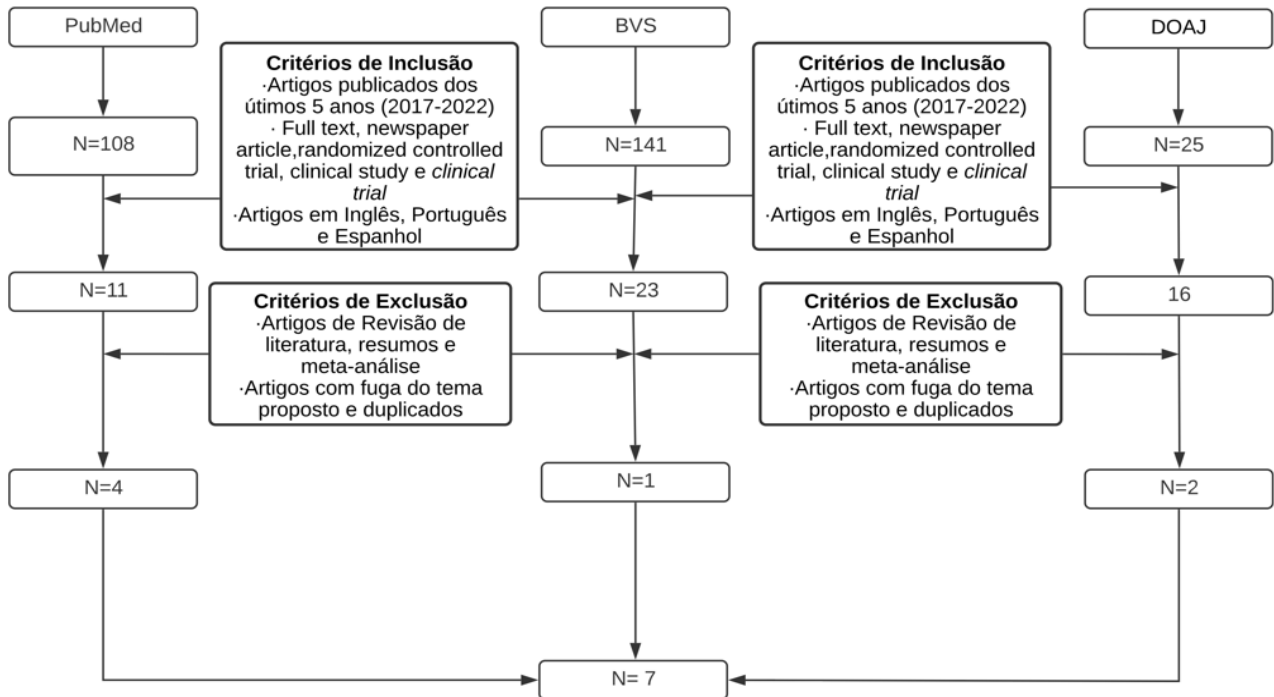 PubMed
BVS
DOAJ
Critérios de Inclusão
·Artigos publicados dos
útimos 5 anos (2017-2022)
· Full text, newspaper
article,randomized controlled
trial, clinical study e clinical
trial
·Artigos em Inglês, Português
e Espanhol
Critérios de Inclusão
·Artigos publicados dos
útimos 5 anos (2017-2022)
· Full text, newspaper
article,randomized controlled
trial, clinical study e clinical
trial
·Artigos em Inglês, Português
e Espanhol
N=108
N=141
N=25
N=11
N=23
16
Critérios de Exclusão
·Artigos de Revisão de
literatura, resumos e
meta-análise
·Artigos com fuga do tema
proposto e duplicados
Critérios de Exclusão
·Artigos de Revisão de
literatura, resumos e
meta-análise
·Artigos com fuga do tema
proposto e duplicados
N=4
N=1
N=2
N= 7